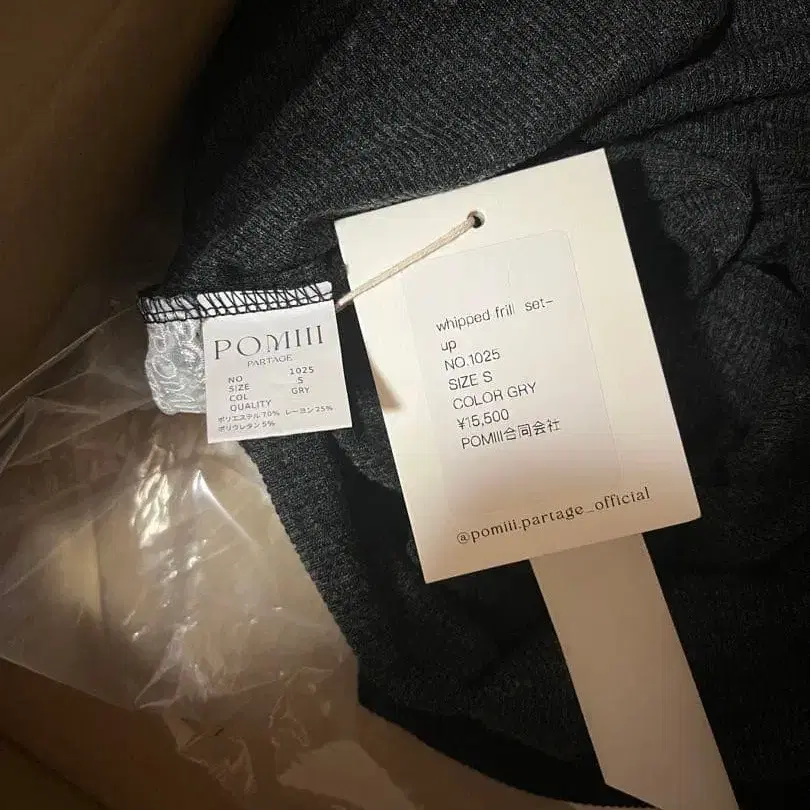 POMIII
PARTAGE
NO 1025
SIZE S
COL GRY
QUALITY
ポリエステル70% レーヨン25%
ポリウレタン5%
whipped frill set-
up
NO.1025
SIZE S
COLOR GRY
¥15,500
POMIII合同会社
@pomiii.partage_official